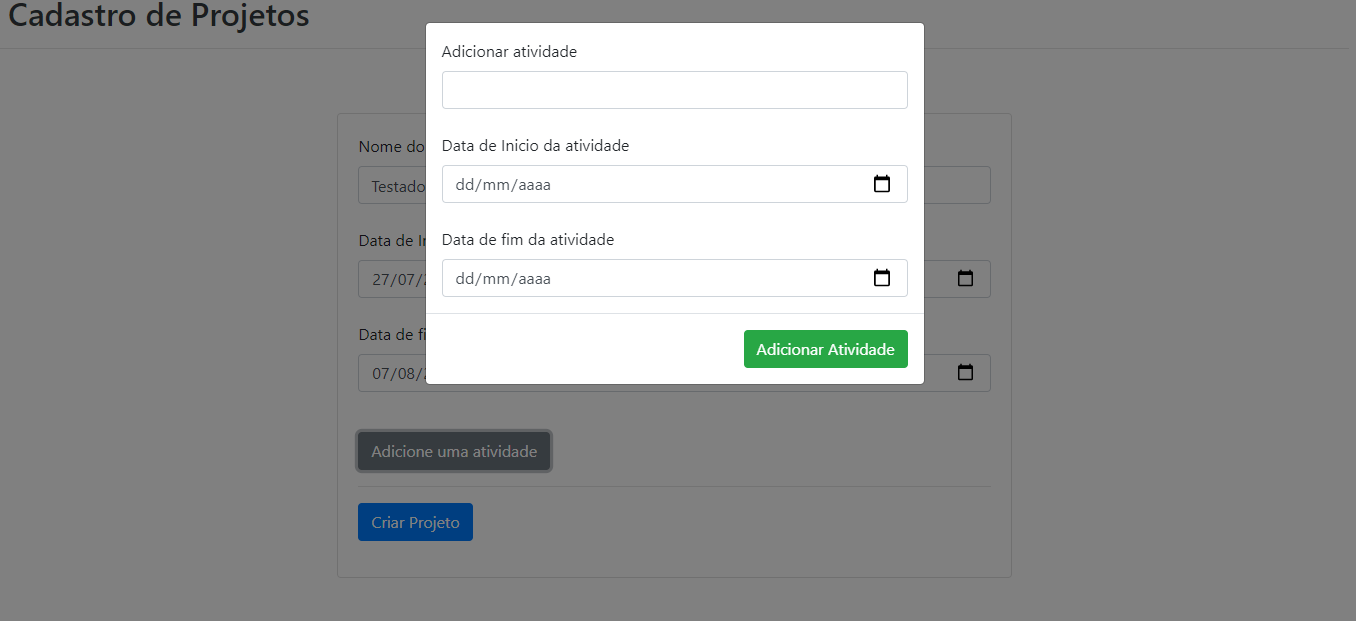 Cadastro de Projetos
Adicionar atividade
Data de Inicio da atividade
dd/mm/aaaa
Data de fim da atividade
dd/mm/aaaa
Adicionar Atividade
Nome do
Testado
Data de
27/07/
Data de
07/08/
Adicione uma atividade
Criar Projeto